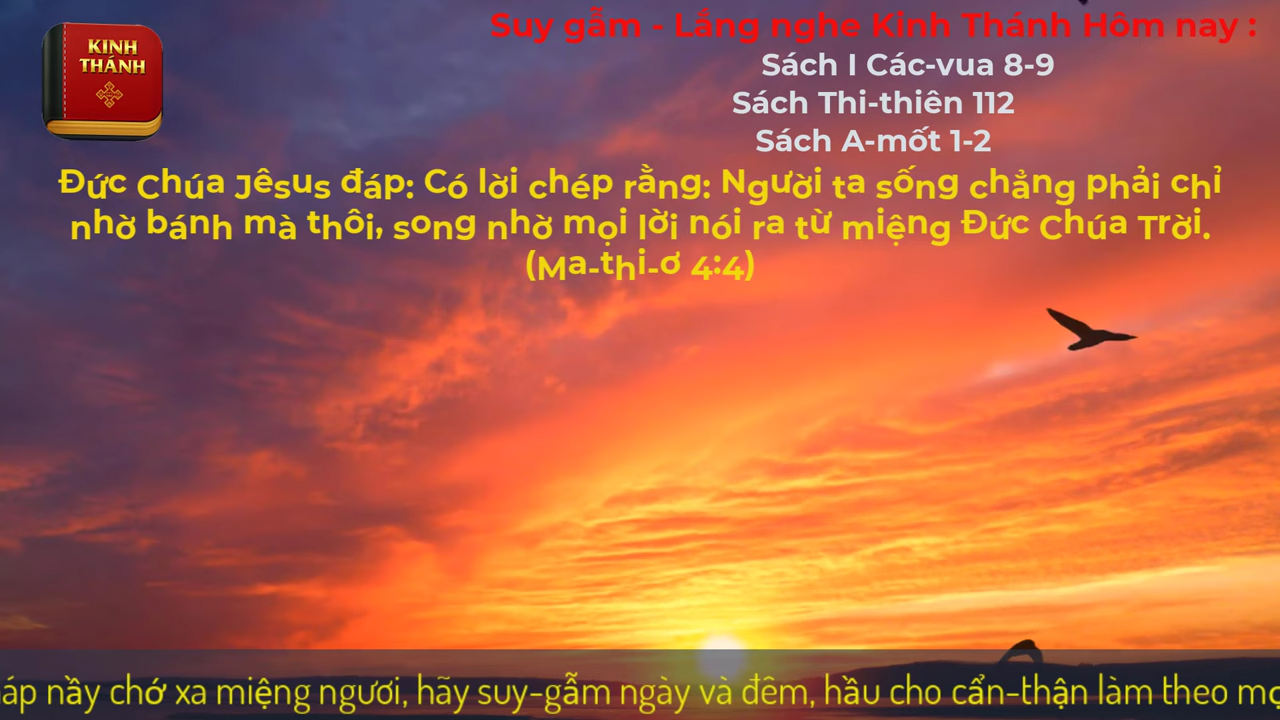 KINH
THÁNH
Suy gẫm - Lắng nghe Kinh Thánh Hôm nay :
Sách I Các-vua 8-9
Sách Thi-thiên 112
Sách A-mốt 1-2
Đức Chúa Jêsus đáp: Có lời chép rằng: Người ta sống chẳng phải chỉ
nhờ bánh mà thôi, song nhờ mọi lời nói ra từ miệng Đức Chúa Trời.
(Ma-thi-ơ 4:4)
nầy chớ xa miệng ngươi, hãy suy-gẫm ngày và đêm, hầu cho cẩn-thận làm theo